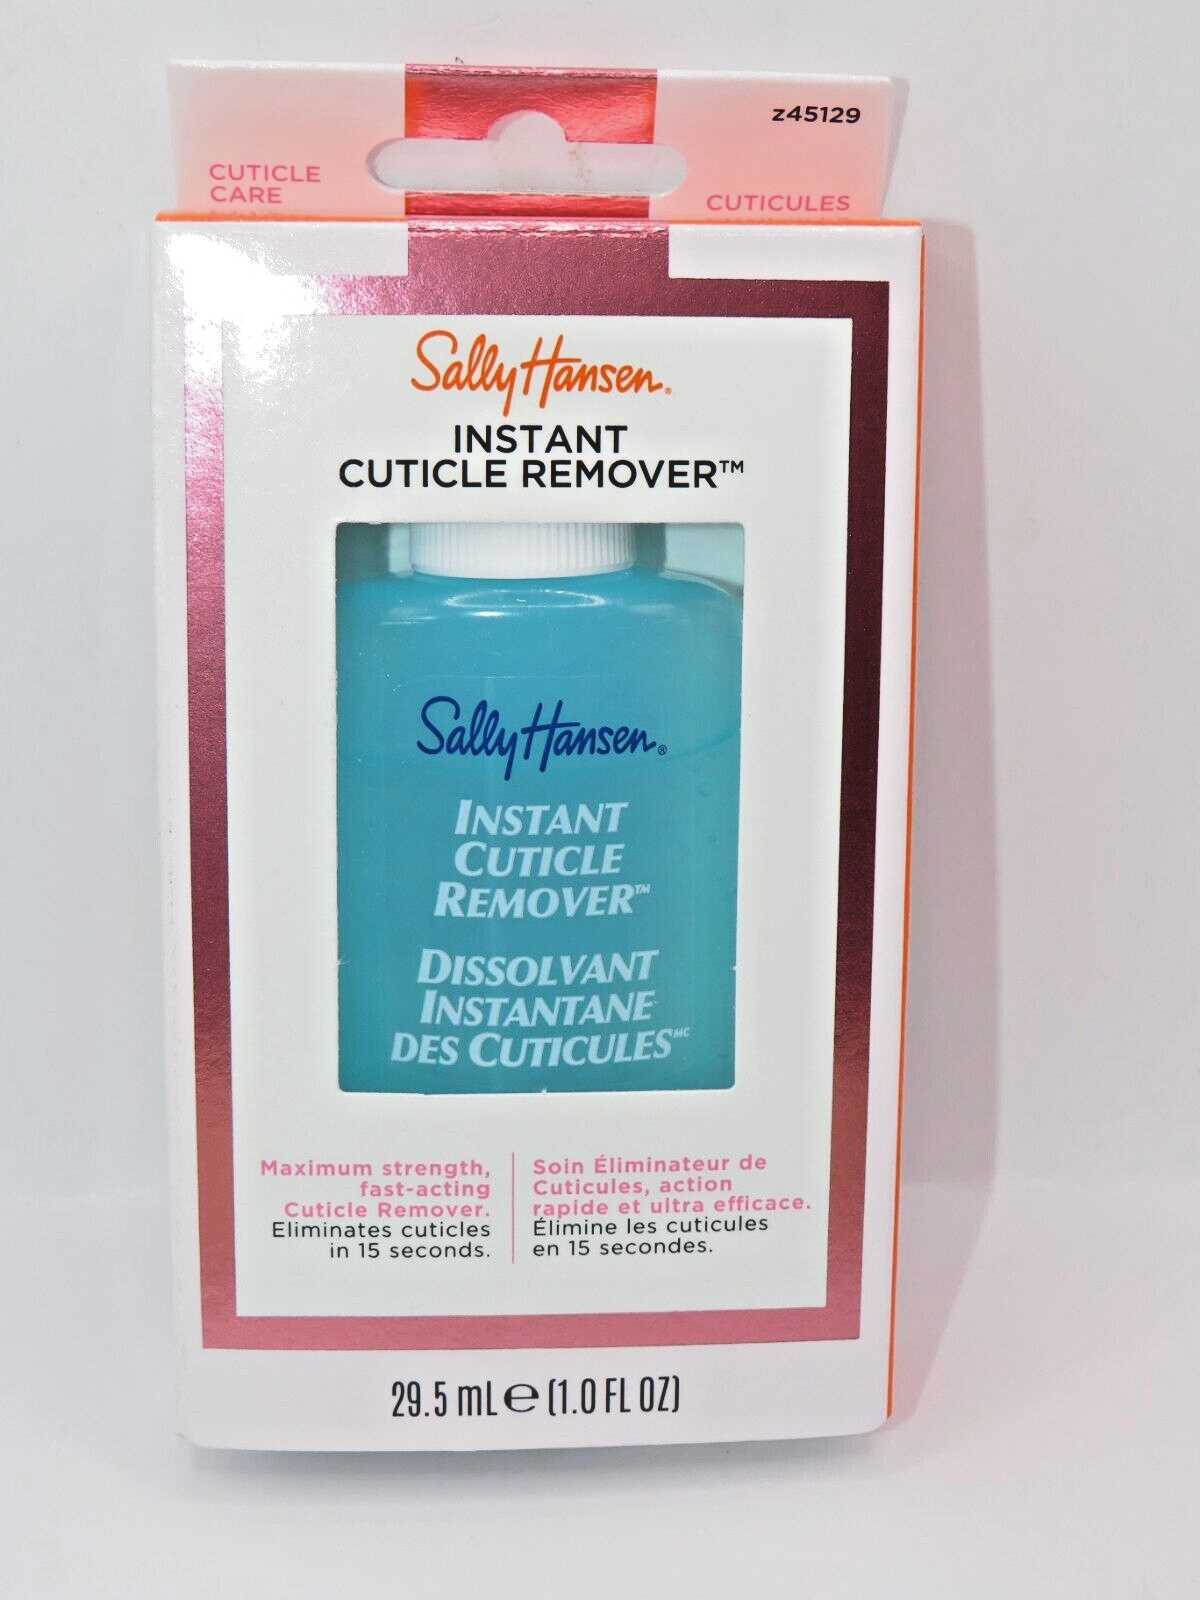 z45129
CUTICLE
CARE
CUTICULES
Sally Hansen®
INSTANT
CUTICLE REMOVER™
Sally Hansen®
INSTANT
CUTICLE
REMOVER™
DISSOLVANT
INSTANTANÉ
DES CUTICULES MC
Maximum strength,
fast-acting
Cuticle Remover.
Eliminates cuticles
in 15 seconds.
Soin Éliminateur de
Cuticules, action
rapide et ultra efficace.
Élimine les cuticules
en 15 secondes.
29.5 mL ℮ (1.0 FL OZ)